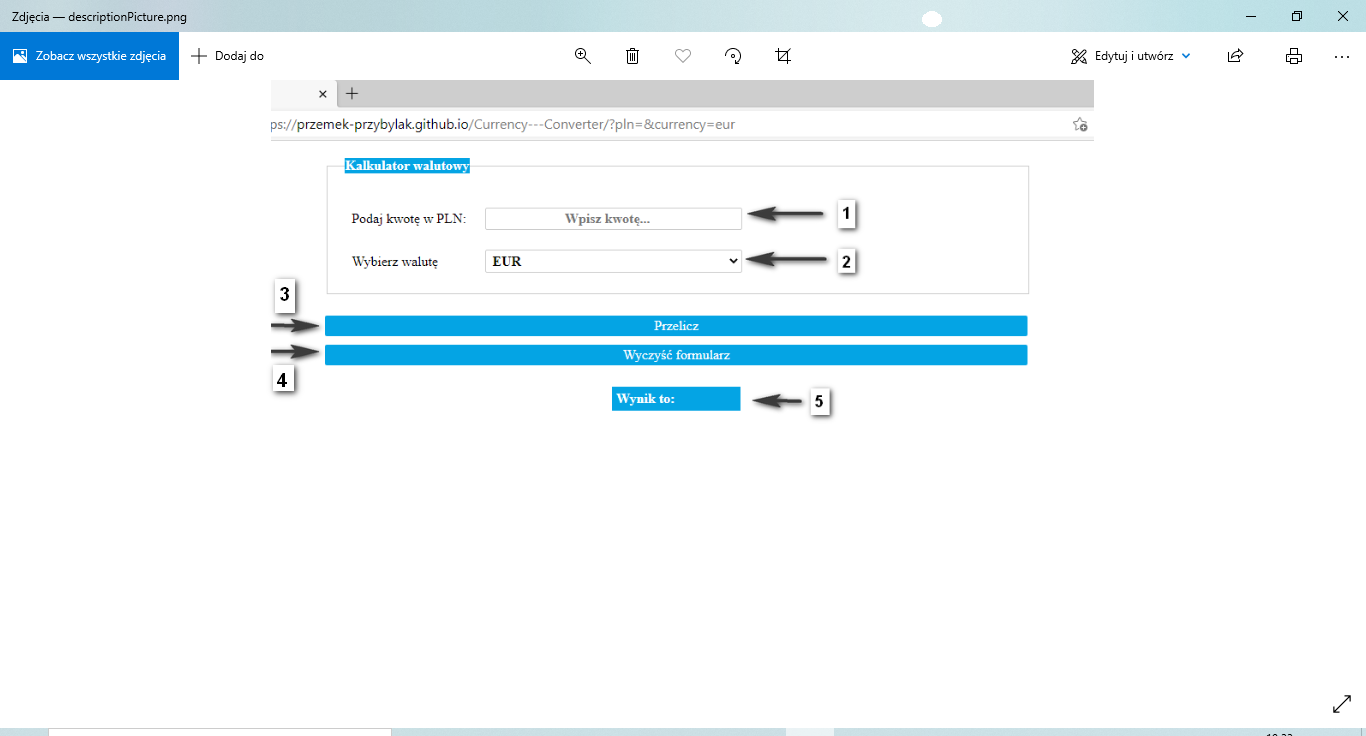 Zdjęcia — descriptionPicture.png
Zobacz wszystkie zdjęcia
Dodaj do
Edytuj i utwórz
ps://przemek-przybylak.github.io/Currency---Converter/?pln=&currency=eur
Kalkulator walutowy
Podaj kwotę w PLN: Wpisz kwotę... 1
Wybierz walutę EUR 2
3
Przelicz
Wyczyść formularz
4
Wynik to: 5